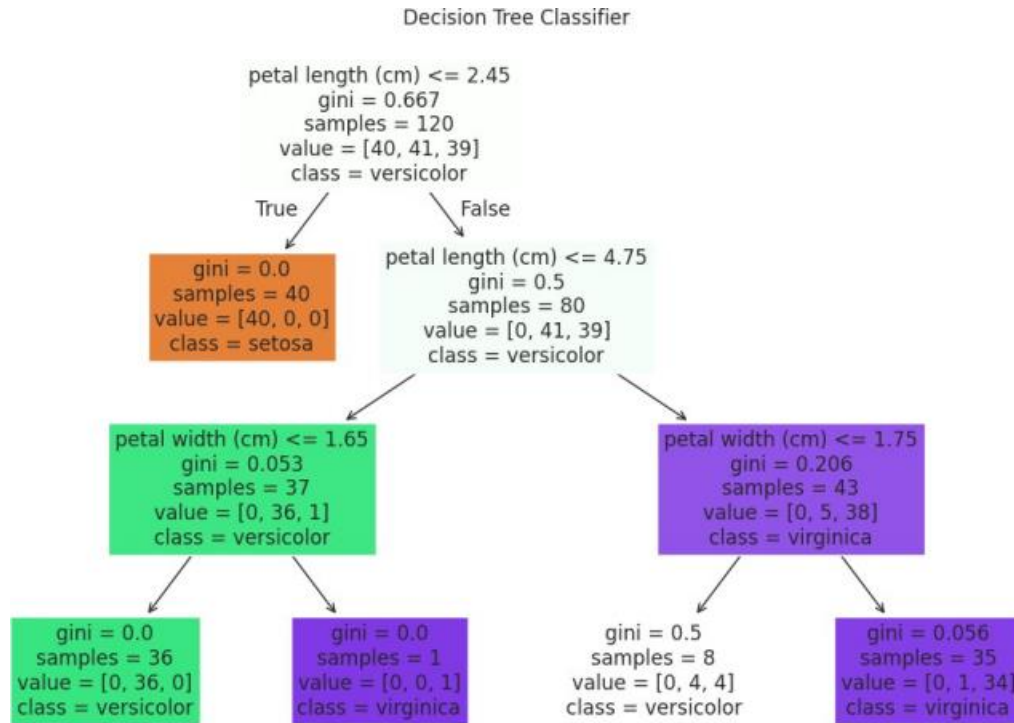 Decision Tree Classifier
petal length (cm) <= 2.45
gini = 0.667
samples = 120
value = [40, 41, 39]
class = versicolor
True
False
gini = 0.0
samples = 40
value = [40, 0, 0]
class = setosa
petal length (cm) <= 4.75
gini = 0.5
samples = 80
value = [0, 41, 39]
class = versicolor
petal width (cm) <= 1.65
gini = 0.053
samples = 37
value = [0, 36, 1]
class = versicolor
petal width (cm) <= 1.75
gini = 0.206
samples = 43
value = [0, 5, 38]
class = virginica
gini = 0.0
samples = 36
value = [0, 36, 0]
class = versicolor
gini = 0.0
samples = 1
value = [0, 0, 1]
class = virginica
gini = 0.5
samples = 8
value = [0, 4, 4]
class = versicolor
gini = 0.056
samples = 35
value = [0, 1, 34]
class = virginica